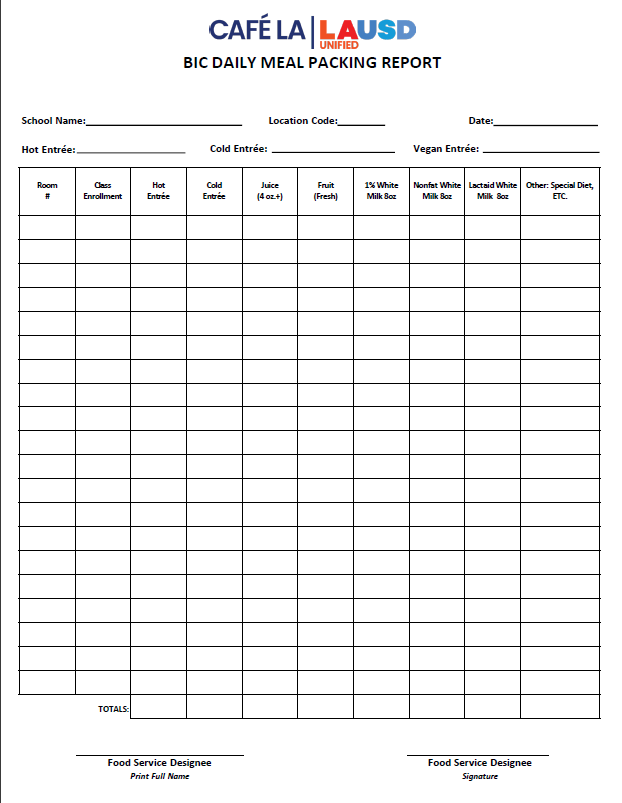 CAFÉ LA LAUSD
UNIFIED
BIC DAILY MEAL PACKING REPORT
School Name: Location Code: Date:
Hot Entrée: Cold Entrée: Vegan Entrée:
Room Class Hot Cold Juice Fruit 1% White Nonfat White Lactaid White Other: Special Diet,
# Enrollment Entrée Entrée (4 oz.+) (Fresh) Milk 8oz Milk 8oz Milk 8oz ETC.
TOTALS:
Food Service Designee Food Service Designee
Print Full Name Signature